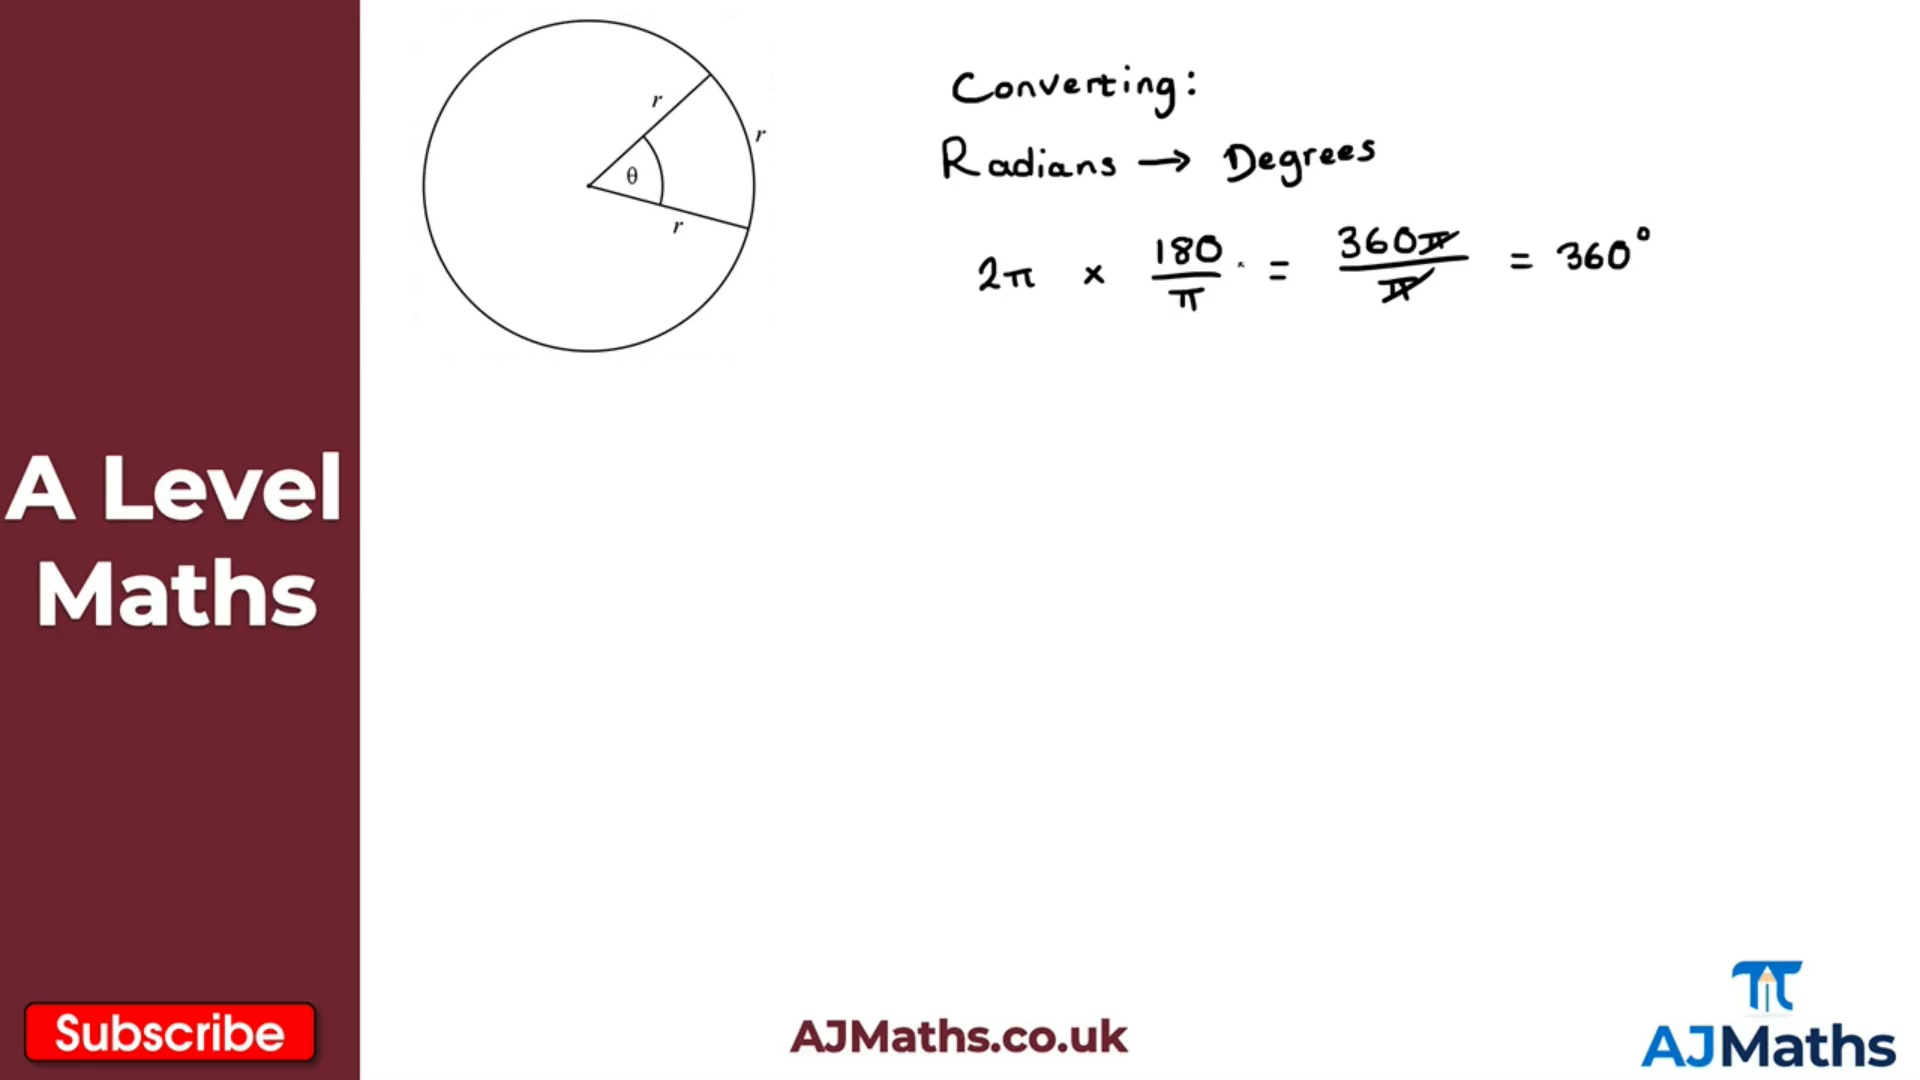 r
r
θ
r
Converting:
Radians → Degrees
2π × 180/π = 360π/π = 360°
A Level
Maths
Subscribe
AJMaths.co.uk
AJMaths